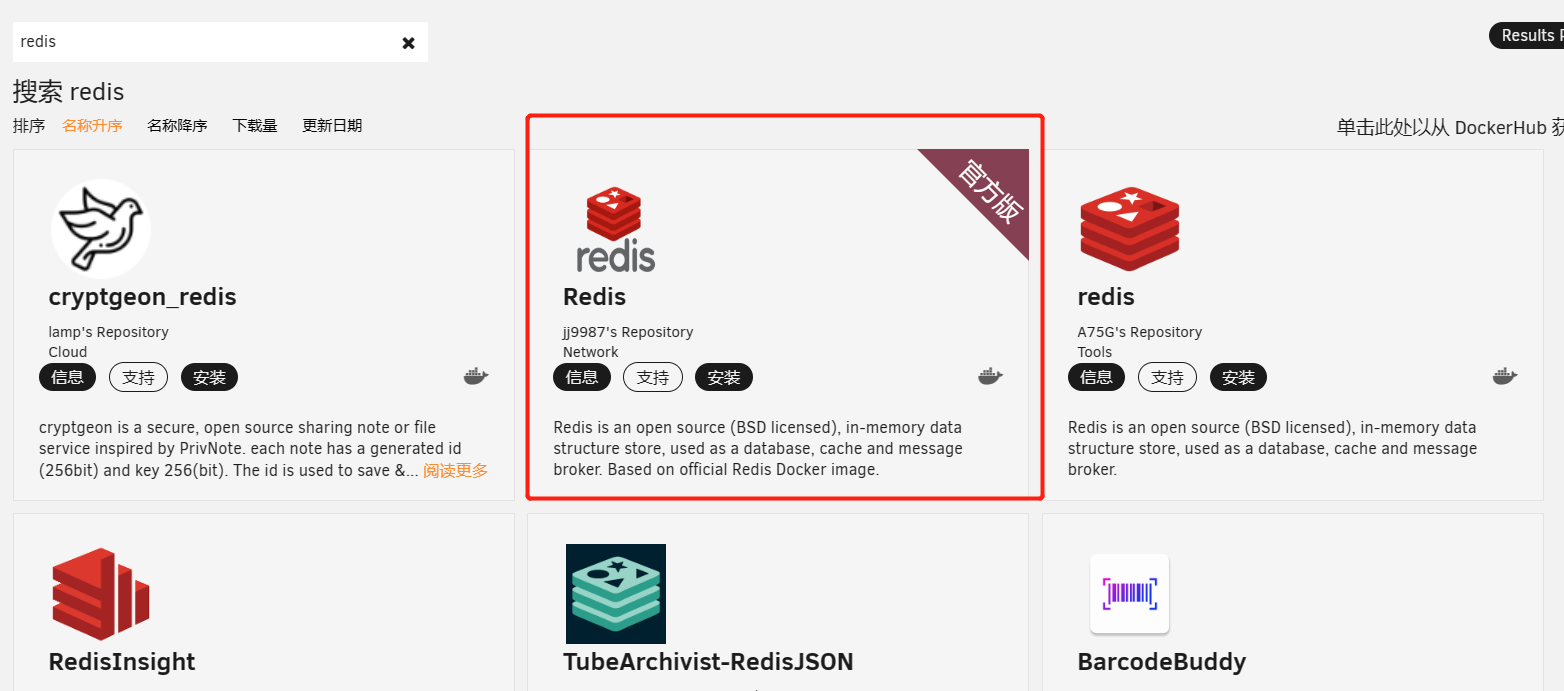 redis
Results P
搜索 redis
排序 名称升序 名称降序 下载量 更新日期
单击此处以从 DockerHub 获
cryptgeon_redis
lamp's Repository
Cloud
信息 支持 安装
cryptgeon is a secure, open source sharing note or file
service inspired by PrivNote. each note has a generated id
(256bit) and key 256(bit). The id is used to save &... 阅读更多
官方版
redis
Redis
jj9987's Repository
Network
信息 支持 安装
Redis is an open source (BSD licensed), in-memory data
structure store, used as a database, cache and message
broker. Based on official Redis Docker image.
redis
A75G's Repository
Tools
信息 支持 安装
Redis is an open source (BSD licensed), in-memory data
structure store, used as a database, cache and message
broker.
RedisInsight
TubeArchivist-RedisJSON
BarcodeBuddy